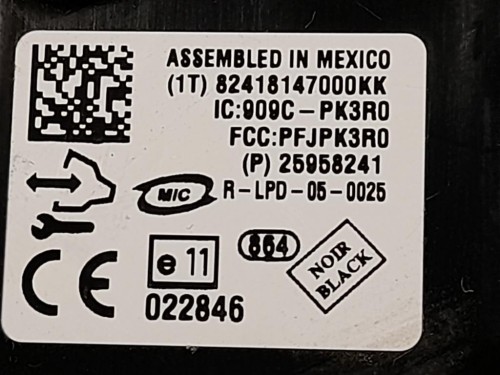 ASSEMBLED IN MEXICO
(1T) 82418147000KK
IC:909C-PK3R0
FCC:PFJPK3R0
(P) 25958241
MIC R-LPD-05-0025
CE e 11 864 NOIR
BLACK
022846